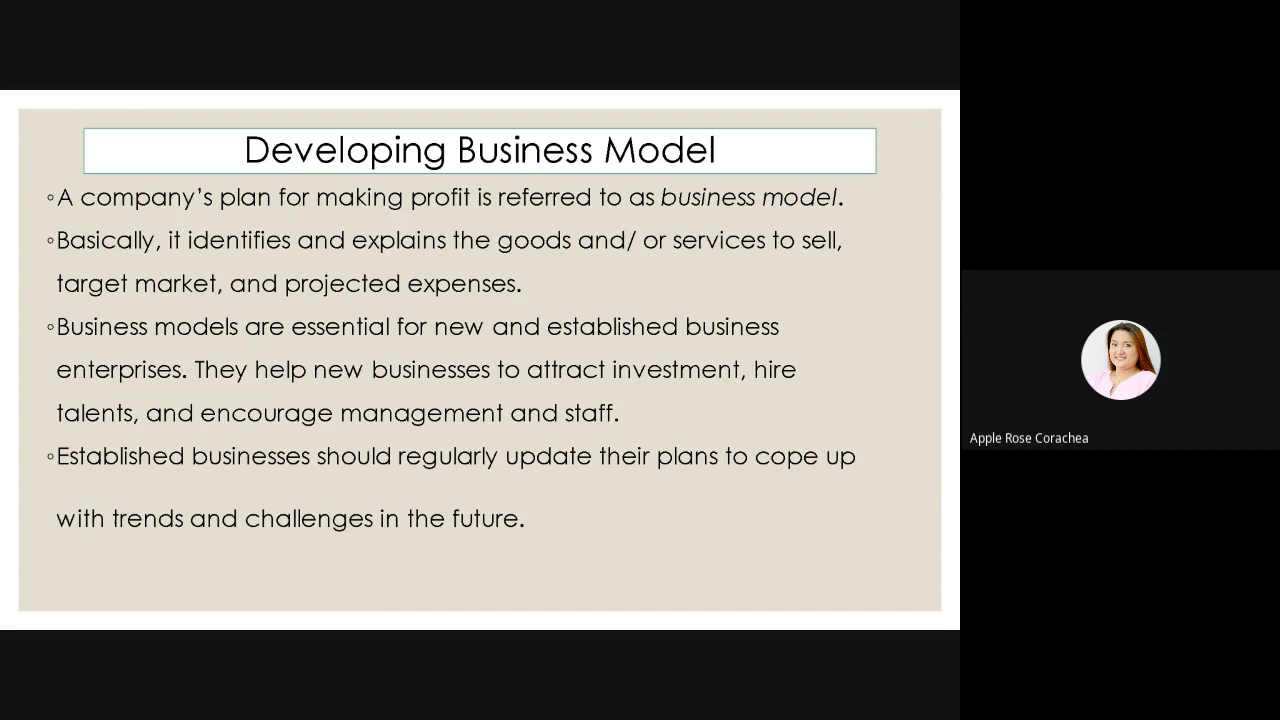 Developing Business Model
◦A company’s plan for making profit is referred to as business model.
◦Basically, it identifies and explains the goods and/ or services to sell,
target market, and projected expenses.
◦Business models are essential for new and established business
enterprises. They help new businesses to attract investment, hire
talents, and encourage management and staff.
◦Established businesses should regularly update their plans to cope up
with trends and challenges in the future.
Apple Rose Corachea